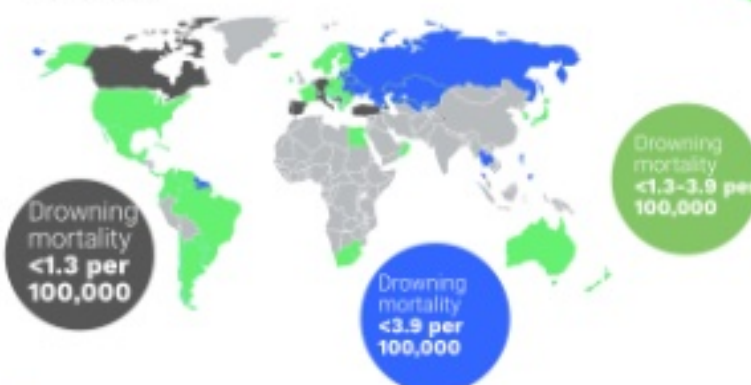 Drowning
mortality
<1.3 per
100,000
Drowning
mortality
<3.9 per
100,000
Drowning
mortality
<1.3-3.9 per
100,000